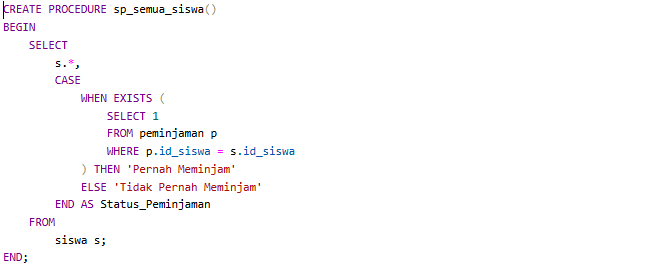 CREATE PROCEDURE sp_semua_siswa()
BEGIN
    SELECT
        s.*,
        CASE
            WHEN EXISTS (
                SELECT 1
                FROM peminjaman p
                WHERE p.id_siswa = s.id_siswa
            ) THEN 'Pernah Meminjam'
            ELSE 'Tidak Pernah Meminjam'
        END AS Status_Peminjaman
    FROM
        siswa s;
END;